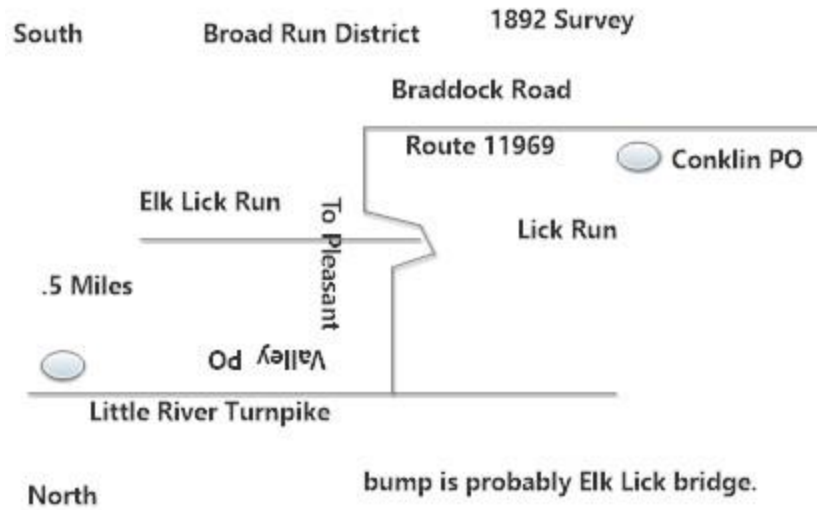 South
Broad Run District
1892 Survey
Braddock Road
Route 11969
Conklin PO
Elk Lick Run
To Pleasant
Valley PO
Lick Run
.5 Miles
Little River Turnpike
North
bump is probably Elk Lick bridge.